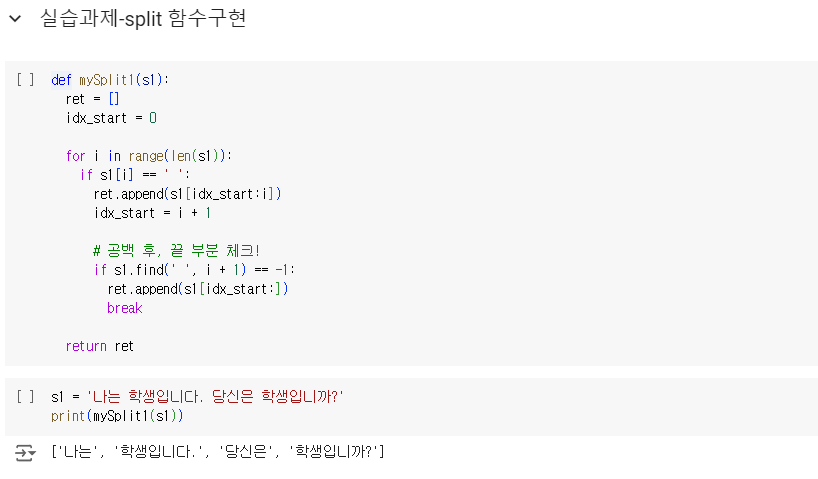 실습과제-split 함수구현
[ ] def mySplit1(s1):
ret = []
idx_start = 0
for i in range(len(s1)):
if s1[i] == ' ':
ret.append(s1[idx_start:i])
idx_start = i + 1
# 공백 후, 끝 부분 체크!
if s1.find(' ', i + 1) == -1:
ret.append(s1[idx_start:])
break
return ret
[ ] s1 = '나는 학생입니다. 당신은 학생입니까?'
print(mySplit1(s1))
['나는', '학생입니다.', '당신은', '학생입니까?']